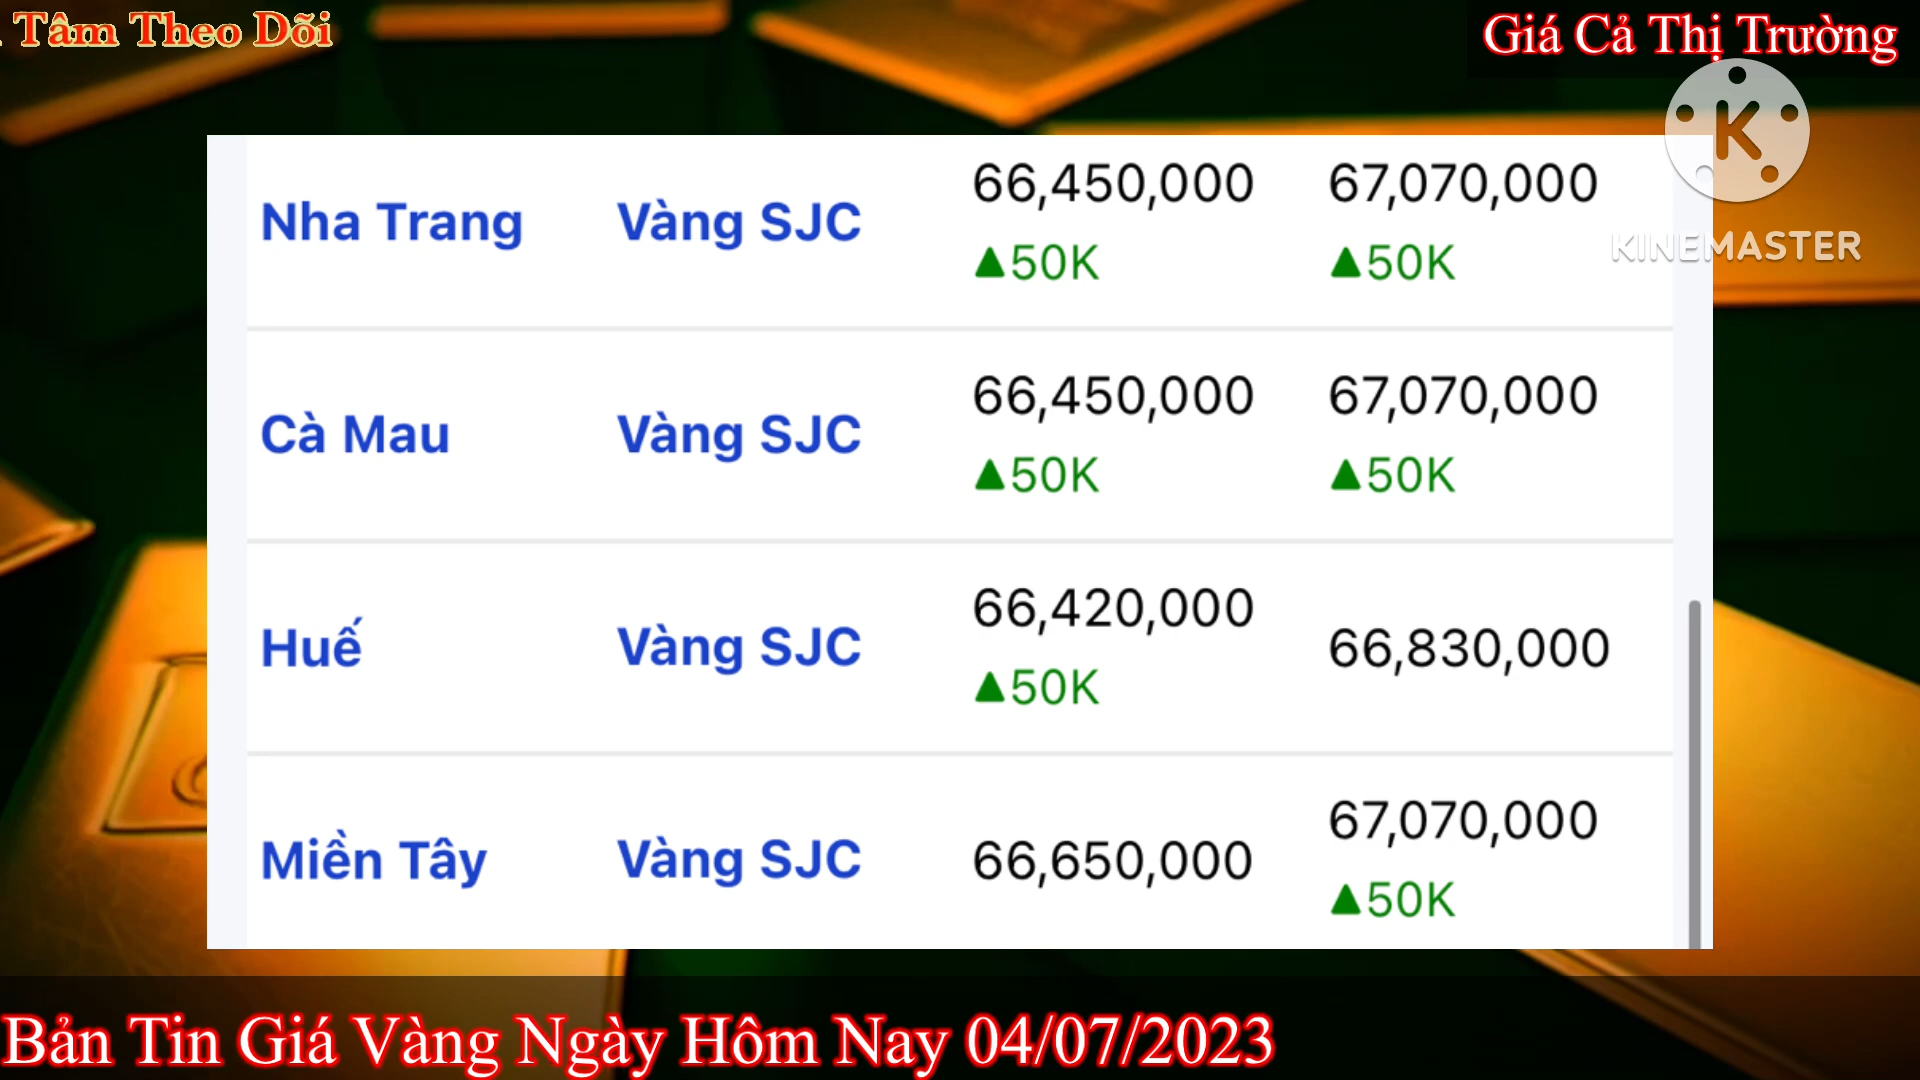 Tâm Theo Dõi
Giá Cả Thị Trường
K
KINEMASTER
Nha Trang Vàng SJC 66,450,000 67,070,000
▲50K ▲50K
Cà Mau Vàng SJC 66,450,000 67,070,000
▲50K ▲50K
Huế Vàng SJC 66,420,000 66,830,000
▲50K
Miền Tây Vàng SJC 66,650,000 67,070,000
▲50K
Bản Tin Giá Vàng Ngày Hôm Nay 04/07/2023